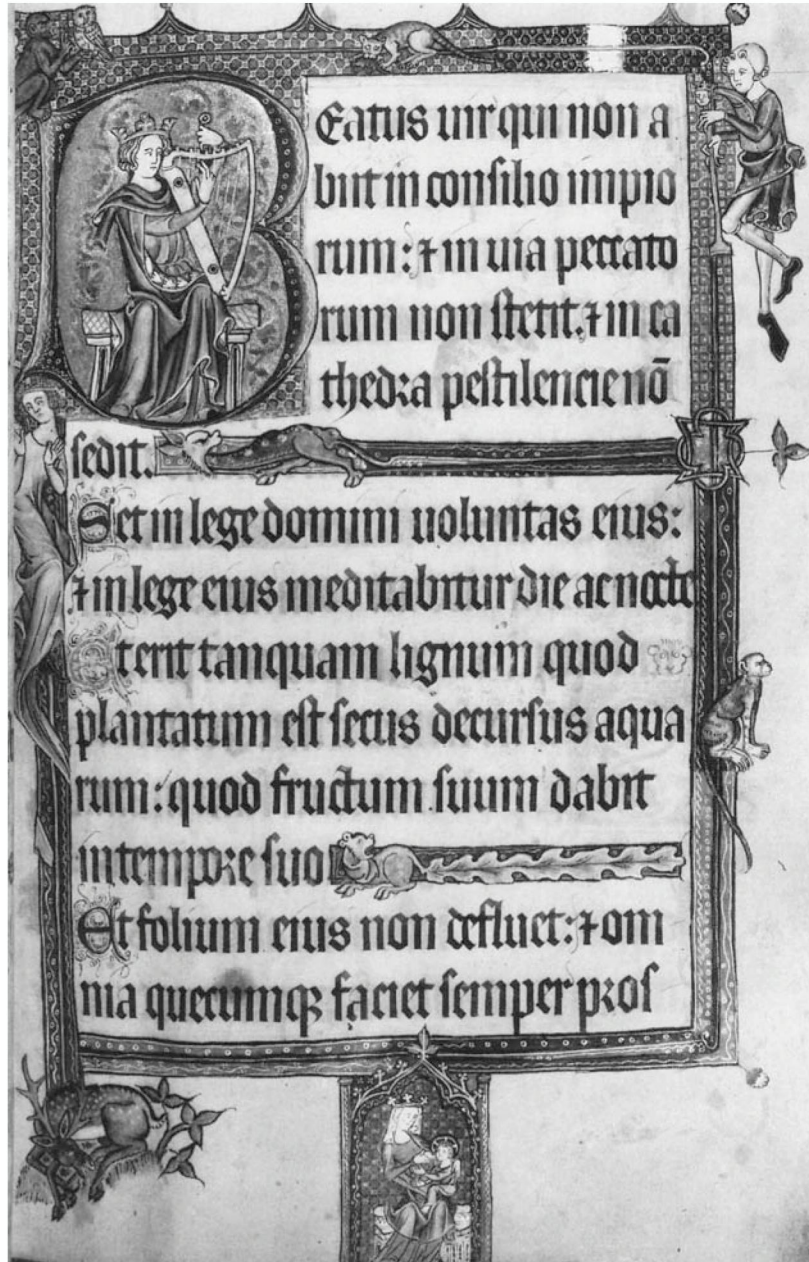 Beatus uir qui non a
biit in consilio impio
rum: ⁊ in uia peccato
rum non stetit. ⁊ in ca
thedra pestilencie nō
sedit.
Set in lege domini uoluntas eius:
⁊ in lege eius meditabitur die ac nocte
Et erit tanquam lignum quod
plantatum est secus decursus aqua
rum: quod fructum suum dabit
in tempore suo
Et folium eius non defluet: ⁊ om
nia quecumqꝫ faciet semper pros